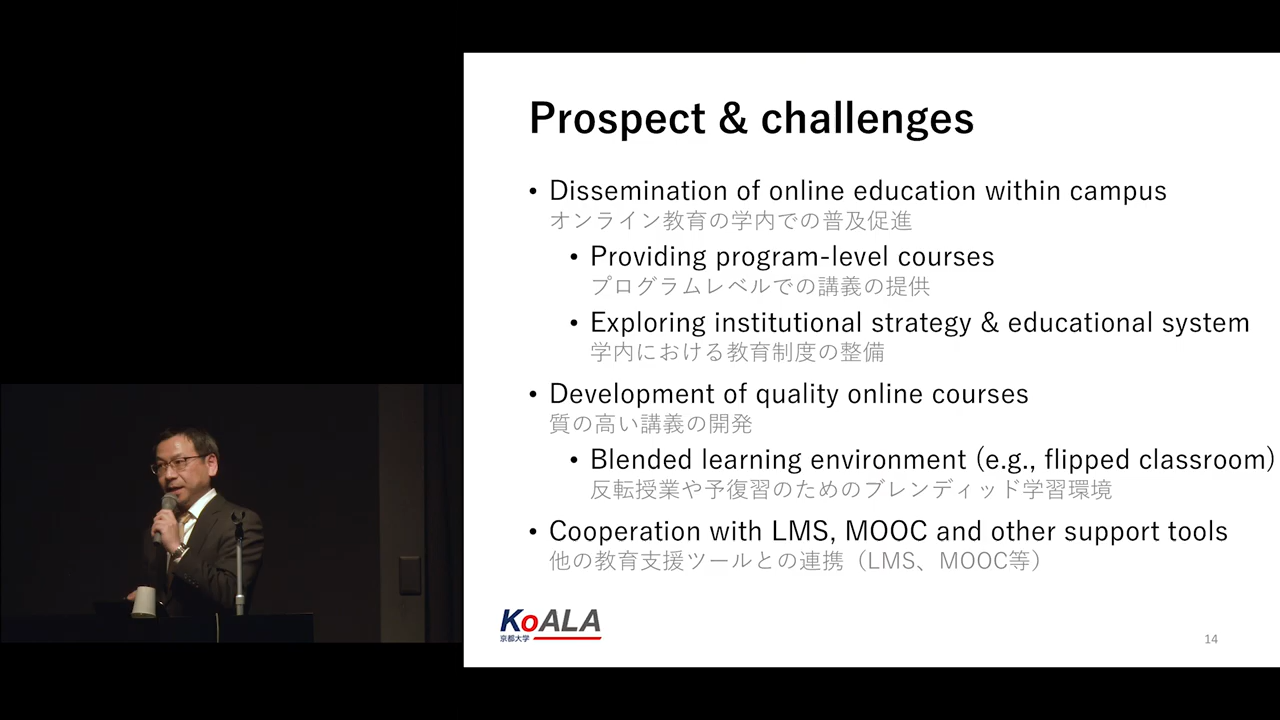 Prospect & challenges
• Dissemination of online education within campus
オンライン教育の学内での普及促進
• Providing program-level courses
プログラムレベルでの講義の提供
• Exploring institutional strategy & educational system
学内における教育制度の整備
• Development of quality online courses
質の高い講義の開発
• Blended learning environment (e.g., flipped classroom)
反転授業や予復習のためのブレンディッド学習環境
• Cooperation with LMS, MOOC and other support tools
他の教育支援ツールとの連携（LMS、MOOC等）
KoALA
京都大学
14